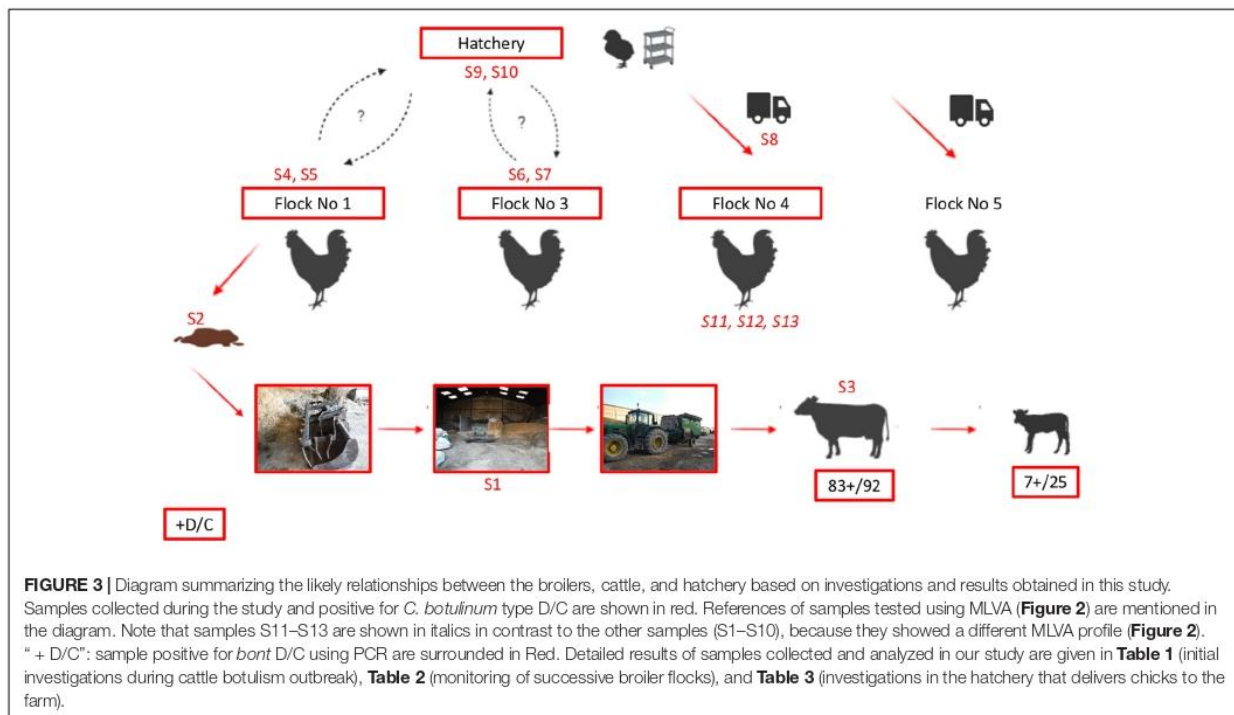 Hatchery
S9, S10
?
?
S8
S4, S5
S6, S7
Flock No 1
Flock No 3
Flock No 4
Flock No 5
S2
S11, S12, S13
S3
S1
83+/92
7+/25
+D/C
FIGURE 3 | Diagram summarizing the likely relationships between the broilers, cattle, and hatchery based on investigations and results obtained in this study.
Samples collected during the study and positive for C. botulinum type D/C are shown in red. References of samples tested using MLVA (Figure 2) are mentioned in
the diagram. Note that samples S11–S13 are shown in italics in contrast to the other samples (S1–S10), because they showed a different MLVA profile (Figure 2).
“ + D/C”: sample positive for bont D/C using PCR are surrounded in Red. Detailed results of samples collected and analyzed in our study are given in Table 1 (initial
investigations during cattle botulism outbreak), Table 2 (monitoring of successive broiler flocks), and Table 3 (investigations in the hatchery that delivers chicks to the
farm).